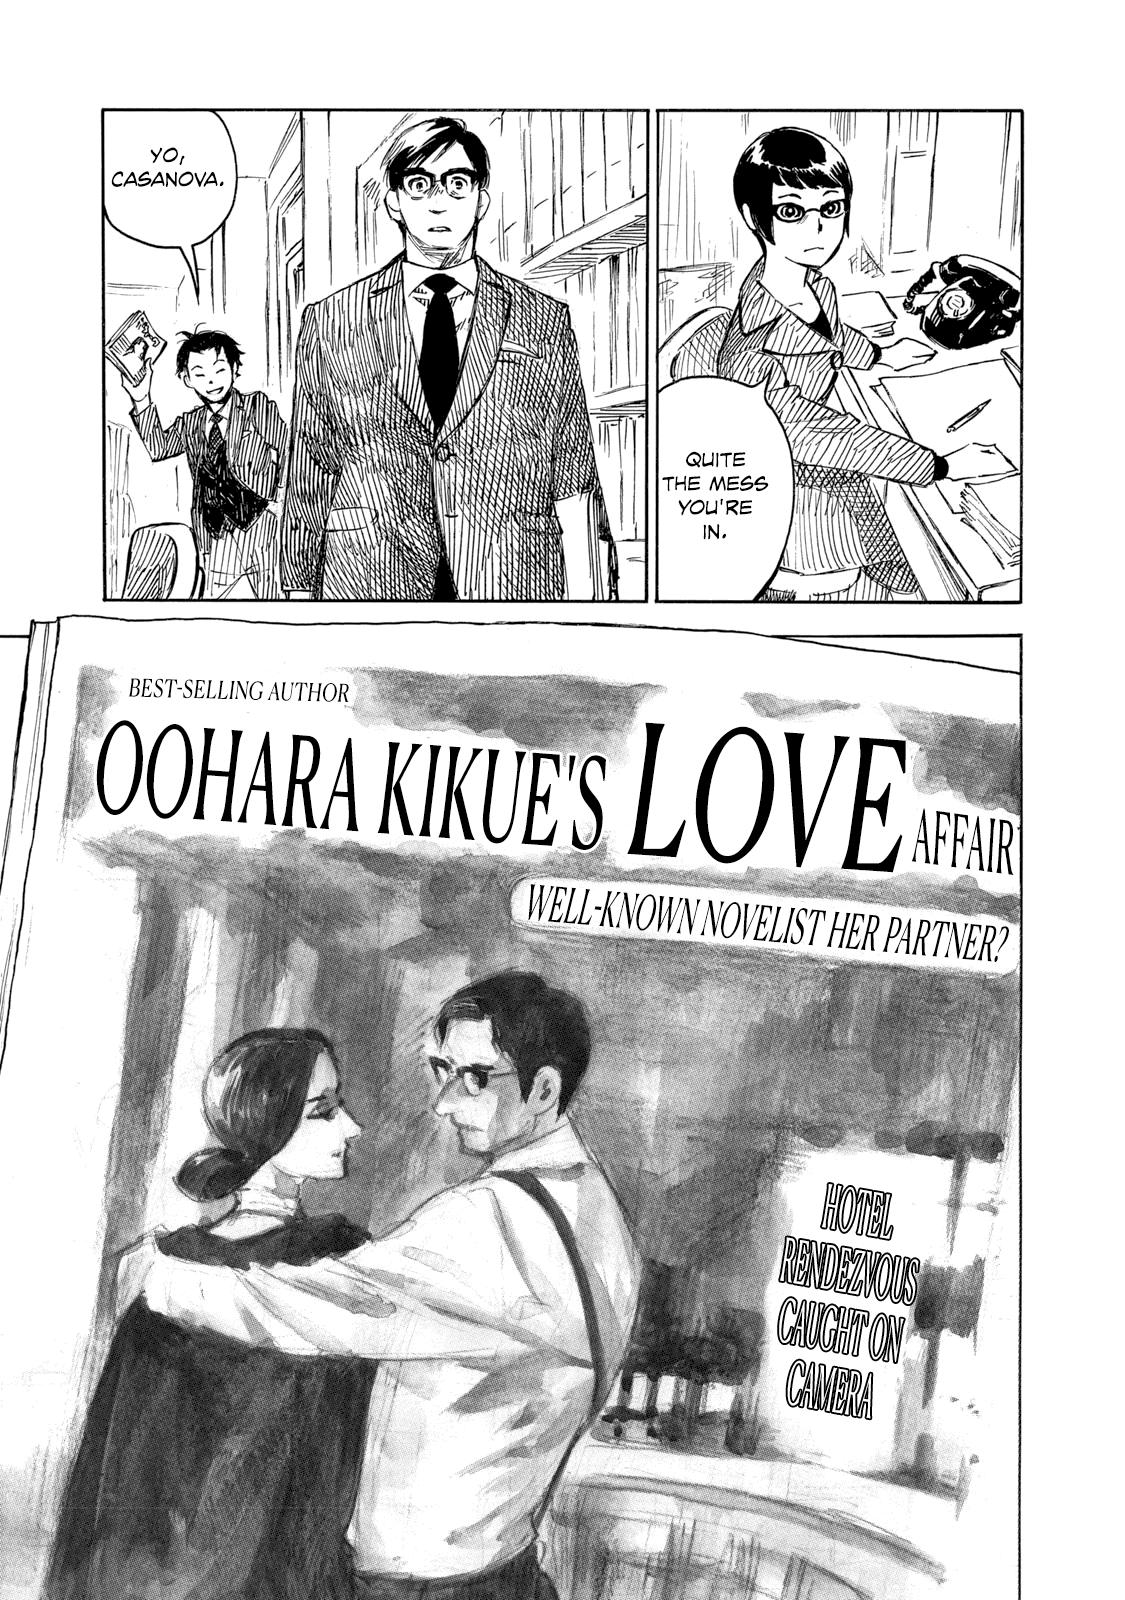 YO,
CASANOVA.
QUITE
THE MESS
YOU'RE
IN.
BEST-SELLING AUTHOR
OOHARA KIKUE'S LOVE AFFAIR
WELL-KNOWN NOVELIST HER PARTNER?
HOTEL
RENDEZVOUS
CAUGHT ON
CAMERA